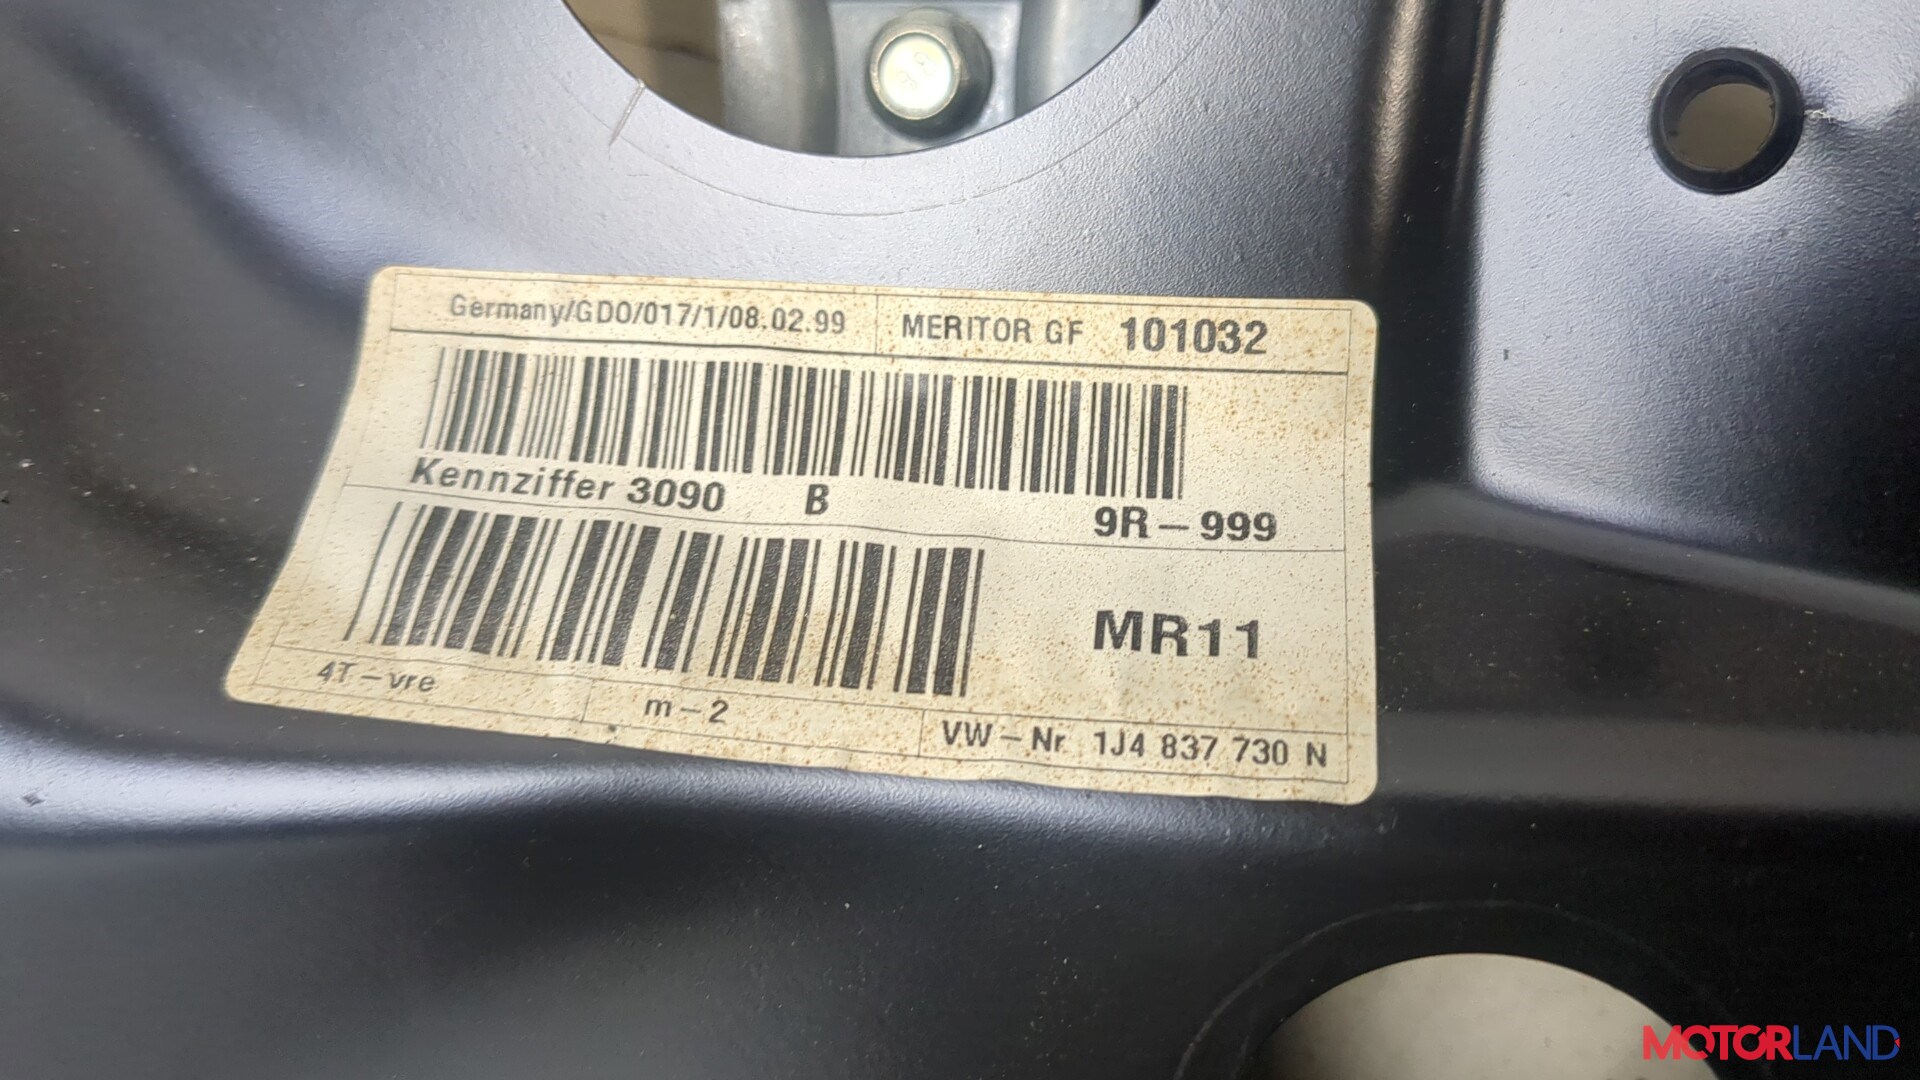 Germany/GDO/017/1/08.02.99
MERITOR GF 101032
Kennziffer 3090 B 9R-999
MR11
4T-vre
m-2
VW-Nr 1J4 837 730 N
MOTORLAND